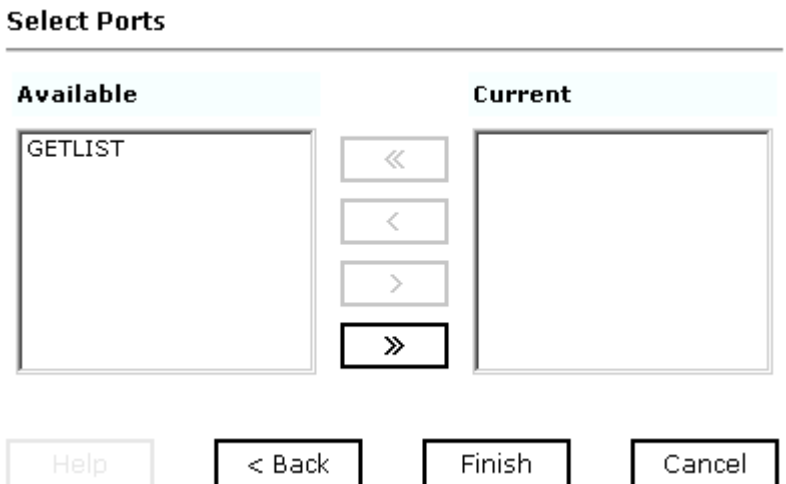 Select Ports
Available
Current
GETLIST
«
<
>
»
Help
< Back
Finish
Cancel